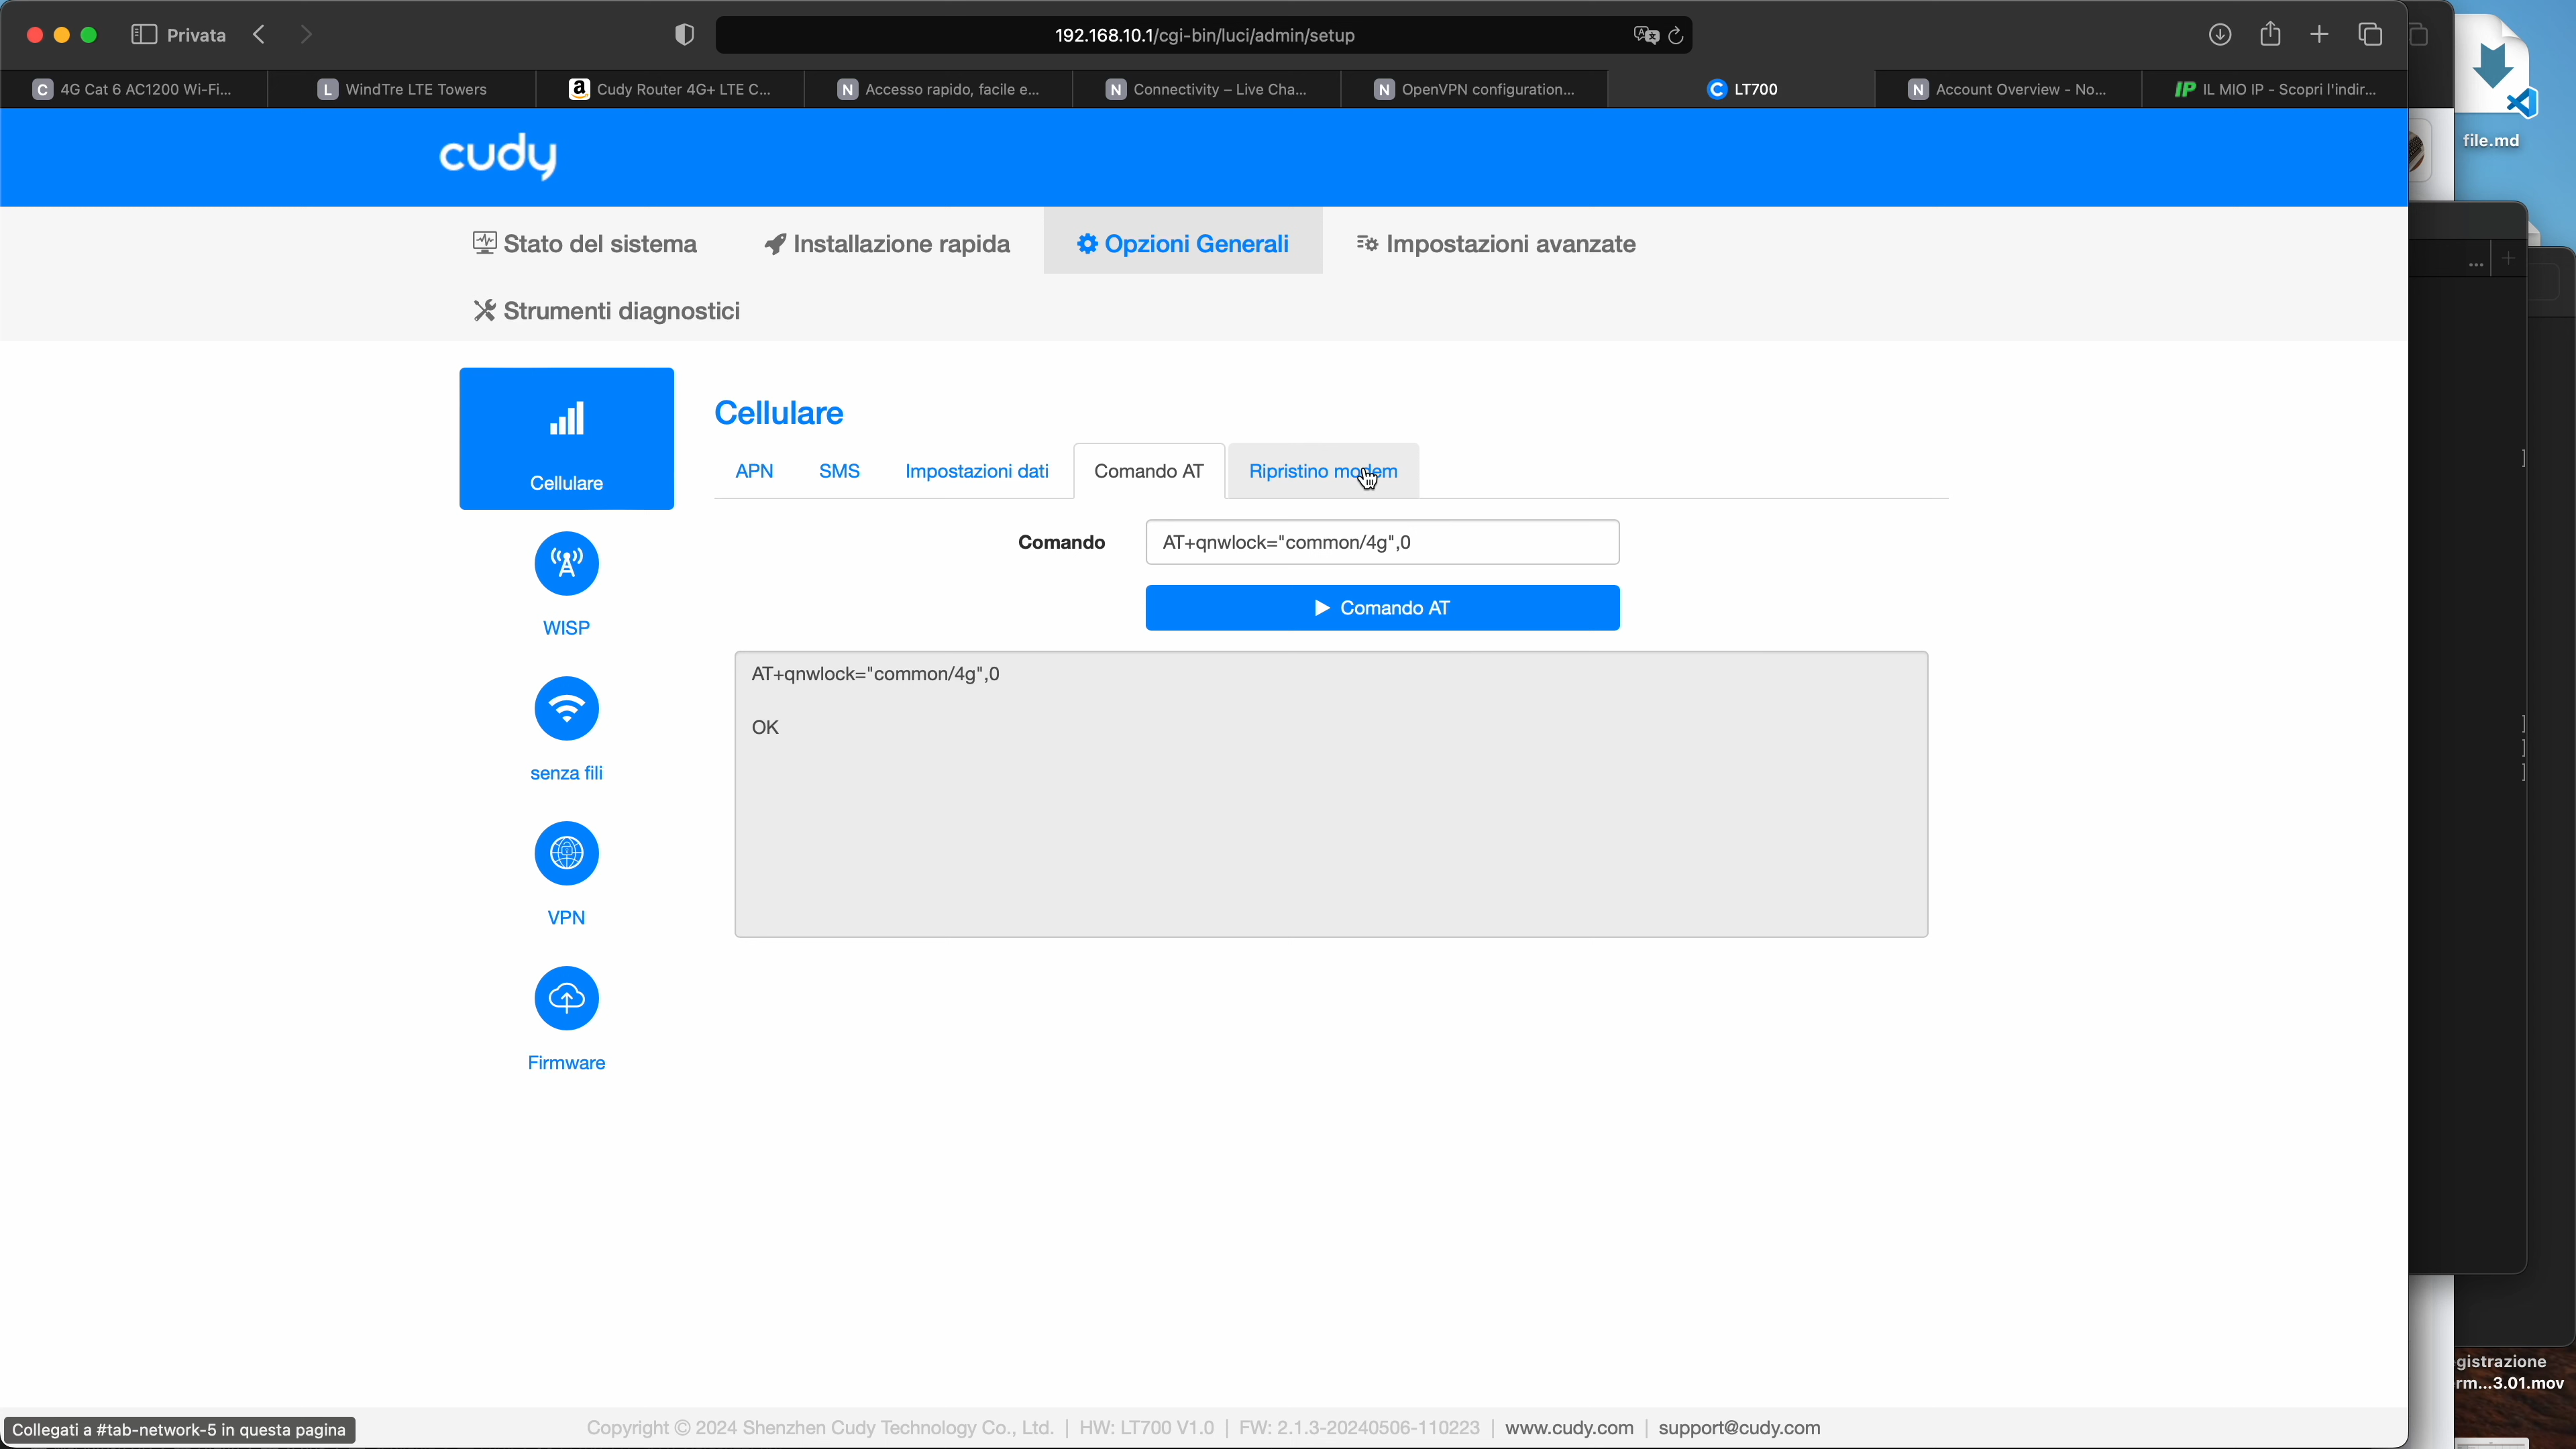 Privata
192.168.10.1/cgi-bin/luci/admin/setup
C 4G Cat 6 AC1200 Wi-Fi...
L WindTre LTE Towers
a Cudy Router 4G+ LTE C...
N Accesso rapido, facile e...
N Connectivity – Live Cha...
N OpenVPN configuration...
C LT700
N Account Overview - No...
IP IL MIO IP - Scopri l'indir...
file.md
cudy
Stato del sistema
Installazione rapida
Opzioni Generali
Impostazioni avanzate
Strumenti diagnostici
Cellulare
WISP
senza fili
VPN
Firmware
Cellulare
APN
SMS
Impostazioni dati
Comando AT
Ripristino modem
Comando
AT+qnwlock="common/4g",0
Comando AT
AT+qnwlock="common/4g",0
OK
]
]
]
]
gistrazione
rm...3.01.mov
Collegati a #tab-network-5 in questa pagina
Copyright © 2024 Shenzhen Cudy Technology Co., Ltd. | HW: LT700 V1.0 | FW: 2.1.3-20240506-110223 | www.cudy.com | support@cudy.com